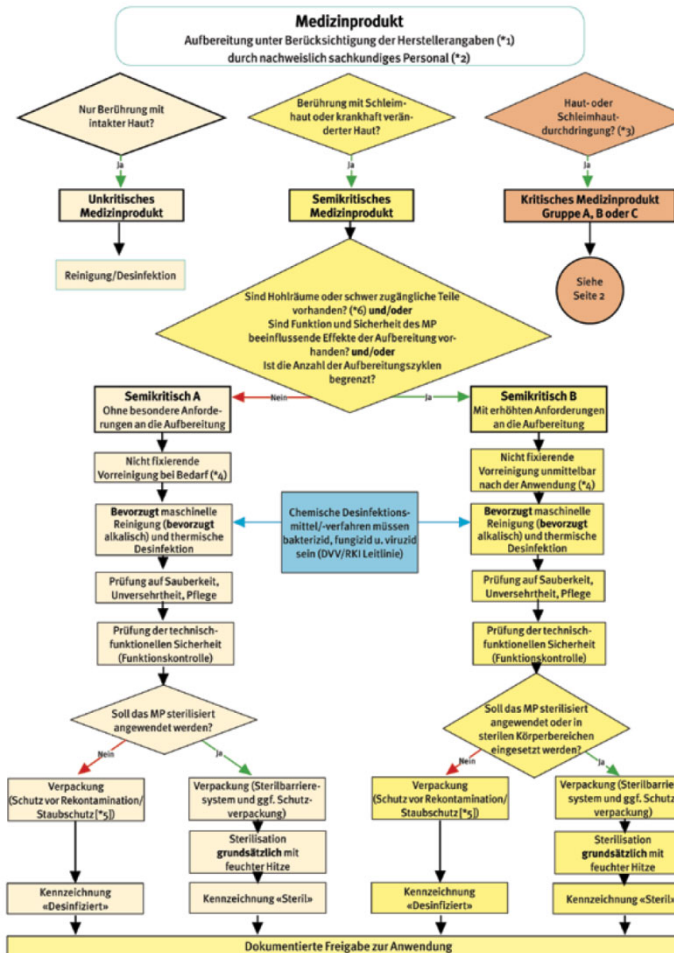 Medizinprodukt
Aufbereitung unter Berücksichtigung der Herstellerangaben (*1)
durch nachweislich sachkundiges Personal (*2)
Nur Berührung mit
intakter Haut?
Berührung mit Schleim-
haut oder krankhaft verän-
derter Haut?
Haut- oder
Schleimhaut-
durchdringung? (*3)
Ja
Ja
Ja
Unkritisches
Medizinprodukt
Semikritisches
Medizinprodukt
Kritisches Medizinprodukt
Gruppe A, B oder C
Reinigung/Desinfektion
Siehe
Seite 2
Sind Hohlräume oder schwer zugängliche Teile
vorhanden? (*6) und/oder
Sind Funktion und Sicherheit des MP
beeinflussende Effekte der Aufbereitung vor-
handen? und/oder
Ist die Anzahl der Aufbereitungszyklen
begrenzt?
Nein
Ja
Semikritisch A
Ohne besondere Anforde-
rungen an die Aufbereitung
Semikritisch B
Mit erhöhten Anforderungen
an die Aufbereitung
Nicht fixierende
Vorreinigung bei Bedarf (*4)
Nicht fixierende
Vorreinigung unmittelbar
nach der Anwendung (*4)
Bevorzugt maschinelle
Reinigung (bevorzugt
alkalisch) und thermische
Desinfektion
Chemische Desinfektions-
mittel/-verfahren müssen
bakterizid, fungizid u. viruzid
sein (DVV/RKI Leitlinie)
Bevorzugt maschinelle
Reinigung (bevorzugt
alkalisch) und thermische
Desinfektion
Prüfung auf Sauberkeit,
Unversehrtheit, Pflege
Prüfung auf Sauberkeit,
Unversehrtheit, Pflege
Prüfung der technisch-
funktionellen Sicherheit
(Funktionskontrolle)
Prüfung der technisch-
funktionellen Sicherheit
(Funktionskontrolle)
Soll das MP sterilisiert
angewendet werden?
Soll das MP sterilisiert
angewendet oder in
sterilen Körperbereichen
eingesetzt werden?
Nein
Ja
Nein
Ja
Verpackung
(Schutz vor Rekontamination/
Staubschutz[*5])
Verpackung (Sterilbarriere-
system und ggf. Schutz-
verpackung)
Verpackung
(Schutz vor Rekontamination/
Staubschutz[*5])
Verpackung (Sterilbarriere-
system und ggf. Schutz-
verpackung)
Sterilisation
grundsätzlich mit
feuchter Hitze
Sterilisation
grundsätzlich mit
feuchter Hitze
Kennzeichnung
«Desinfiziert»
Kennzeichnung «Steril»
Kennzeichnung
«Desinfiziert»
Kennzeichnung «Steril»
Dokumentierte Freigabe zur Anwendung